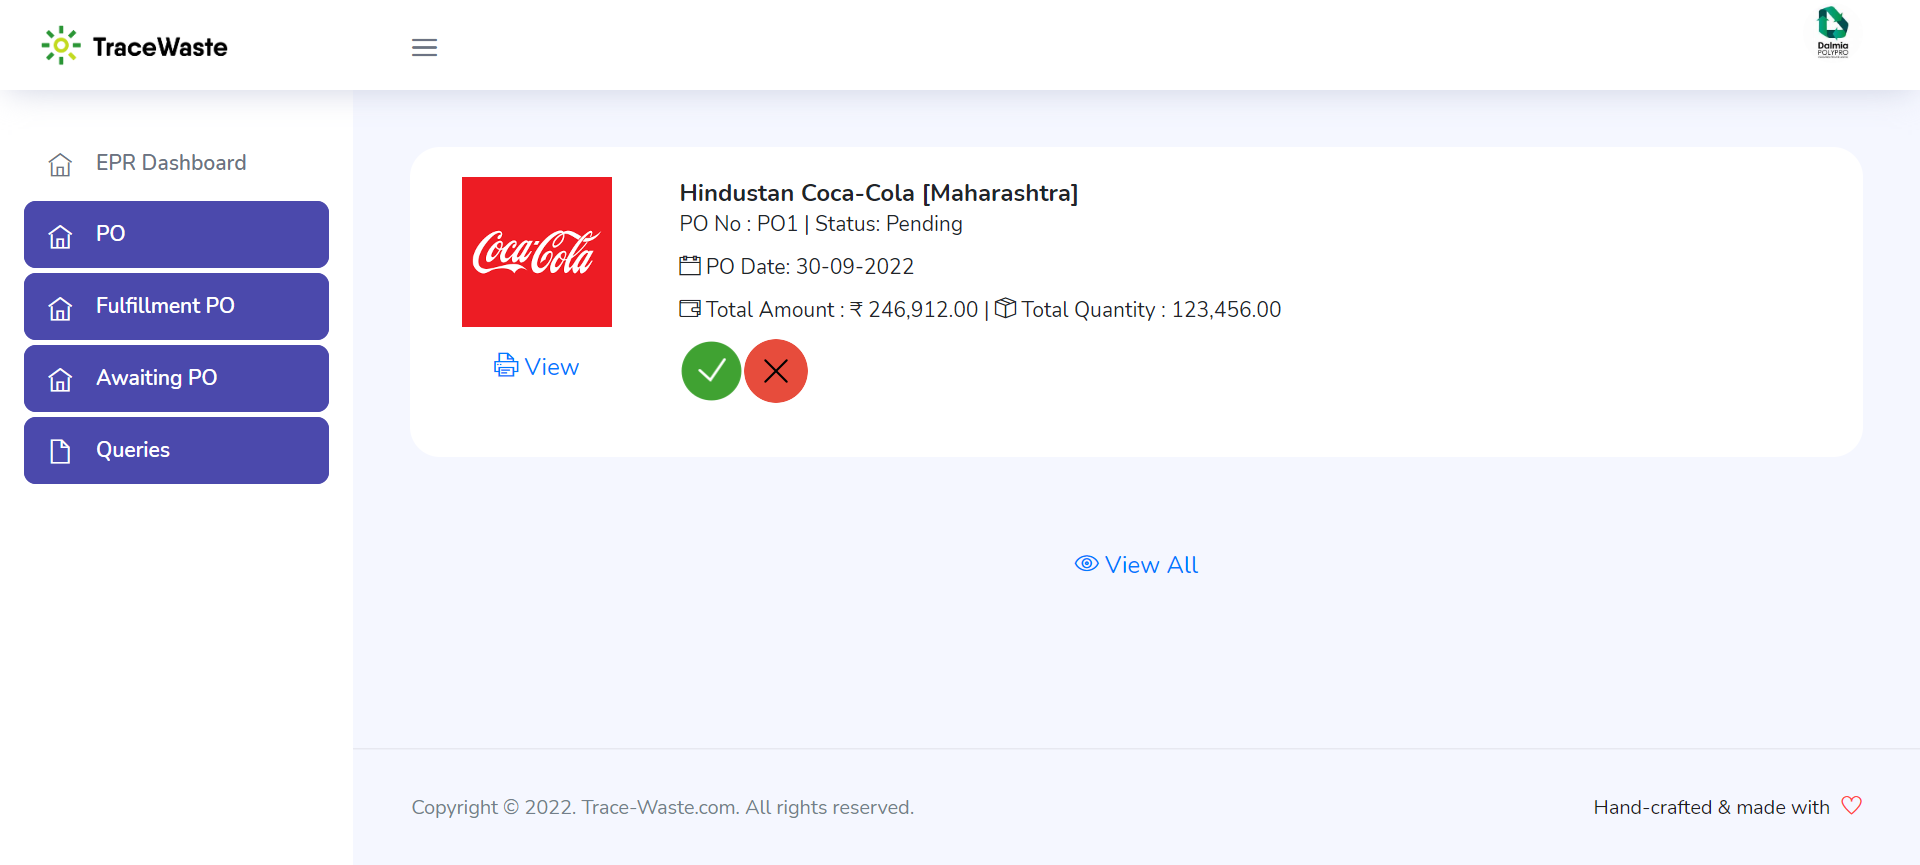 TraceWaste
Dalmia
POLYPRO
EPR Dashboard
PO
Fulfillment PO
Awaiting PO
Queries
Coca-Cola
View
Hindustan Coca-Cola [Maharashtra]
PO No : PO1 | Status: Pending
PO Date: 30-09-2022
Total Amount : ₹ 246,912.00 | Total Quantity : 123,456.00
View All
Copyright © 2022. Trace-Waste.com. All rights reserved.
Hand-crafted & made with